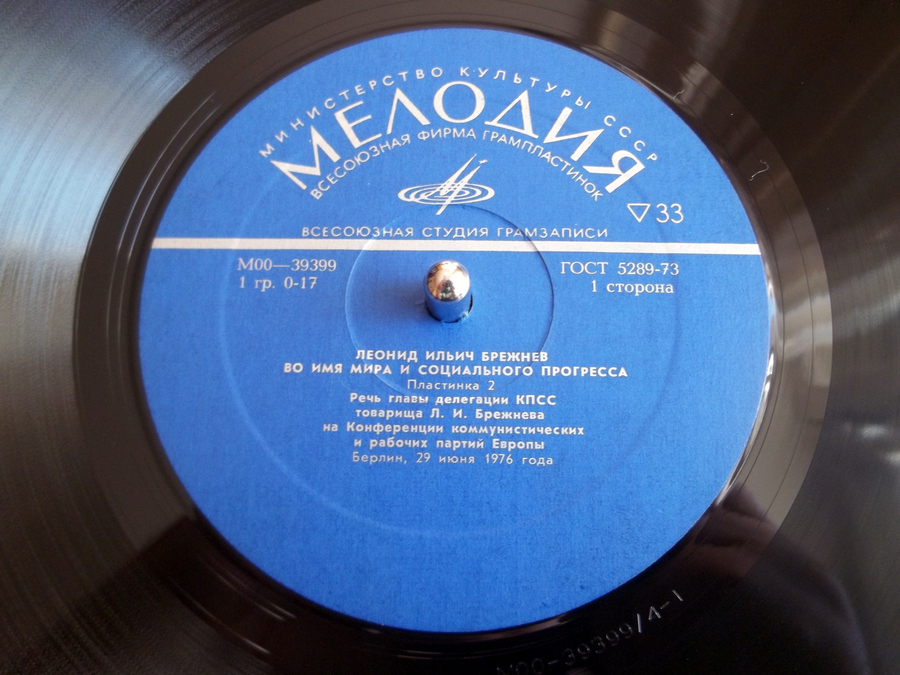 МИНИСТЕРСТВО КУЛЬТУРЫ СССР
МЕЛОДИЯ
ВСЕСОЮЗНАЯ ФИРМА ГРАМПЛАСТИНОК
33
ВСЕСОЮЗНАЯ СТУДИЯ ГРАМЗАПИСИ
М00—39399
1 гр. 0-17
ГОСТ 5289-73
1 сторона
ЛЕОНИД ИЛЬИЧ БРЕЖНЕВ
ВО ИМЯ МИРА И СОЦИАЛЬНОГО ПРОГРЕССА
Пластинка 2
Речь главы делегации КПСС
товарища Л. И. Брежнева
на Конференции коммунистических
и рабочих партий Европы
Берлин, 29 июня 1976 года
М00-39399/4-1